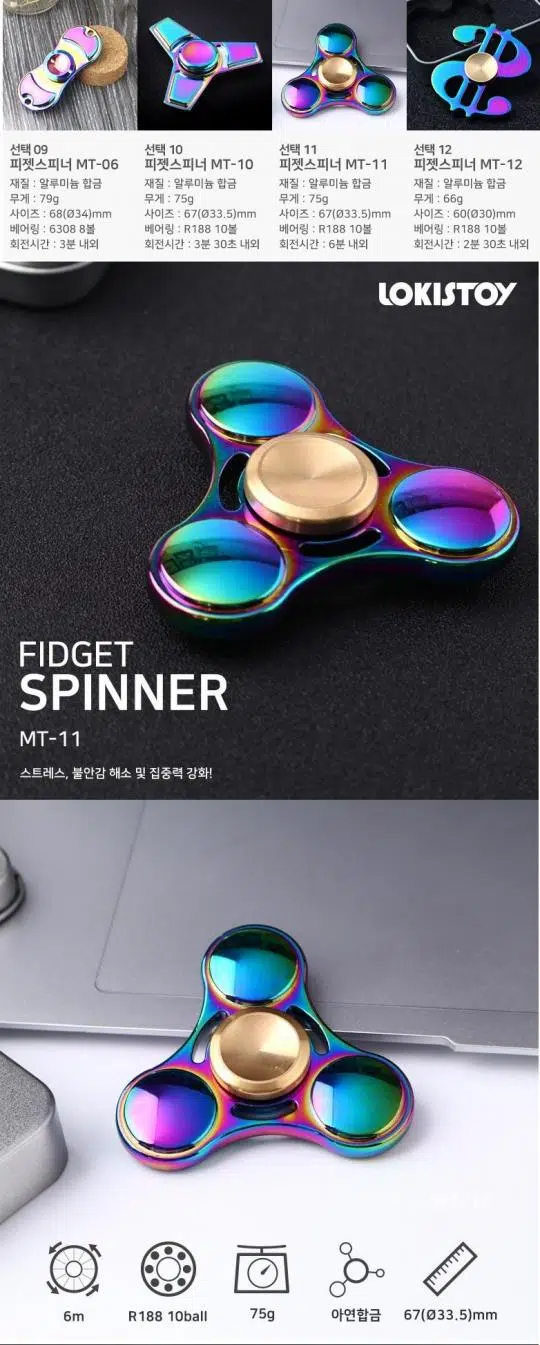 선택 09
피젯스피너 MT-06
재질 : 알루미늄 합금
무게 : 79g
사이즈 : 68(Ø34)mm
베어링 : 6308 8볼
회전시간 : 3분 내외
선택 10
피젯스피너 MT-10
재질 : 알루미늄 합금
무게 : 75g
사이즈 : 67(Ø33.5)mm
베어링 : R188 10볼
회전시간 : 3분 30초 내외
선택 11
피젯스피너 MT-11
재질 : 알루미늄 합금
무게 : 75g
사이즈 : 67(Ø33.5)mm
베어링 : R188 10볼
회전시간 : 6분 내외
선택 12
피젯스피너 MT-12
재질 : 알루미늄 합금
무게 : 66g
사이즈 : 60(Ø30)mm
베어링 : R188 10볼
회전시간 : 2분 30초 내외
LOKISTOY
FIDGET
SPINNER
MT-11
스트레스, 불안감 해소 및 집중력 강화!
6m
R188 10ball
75g
아연합금
67(Ø33.5)mm